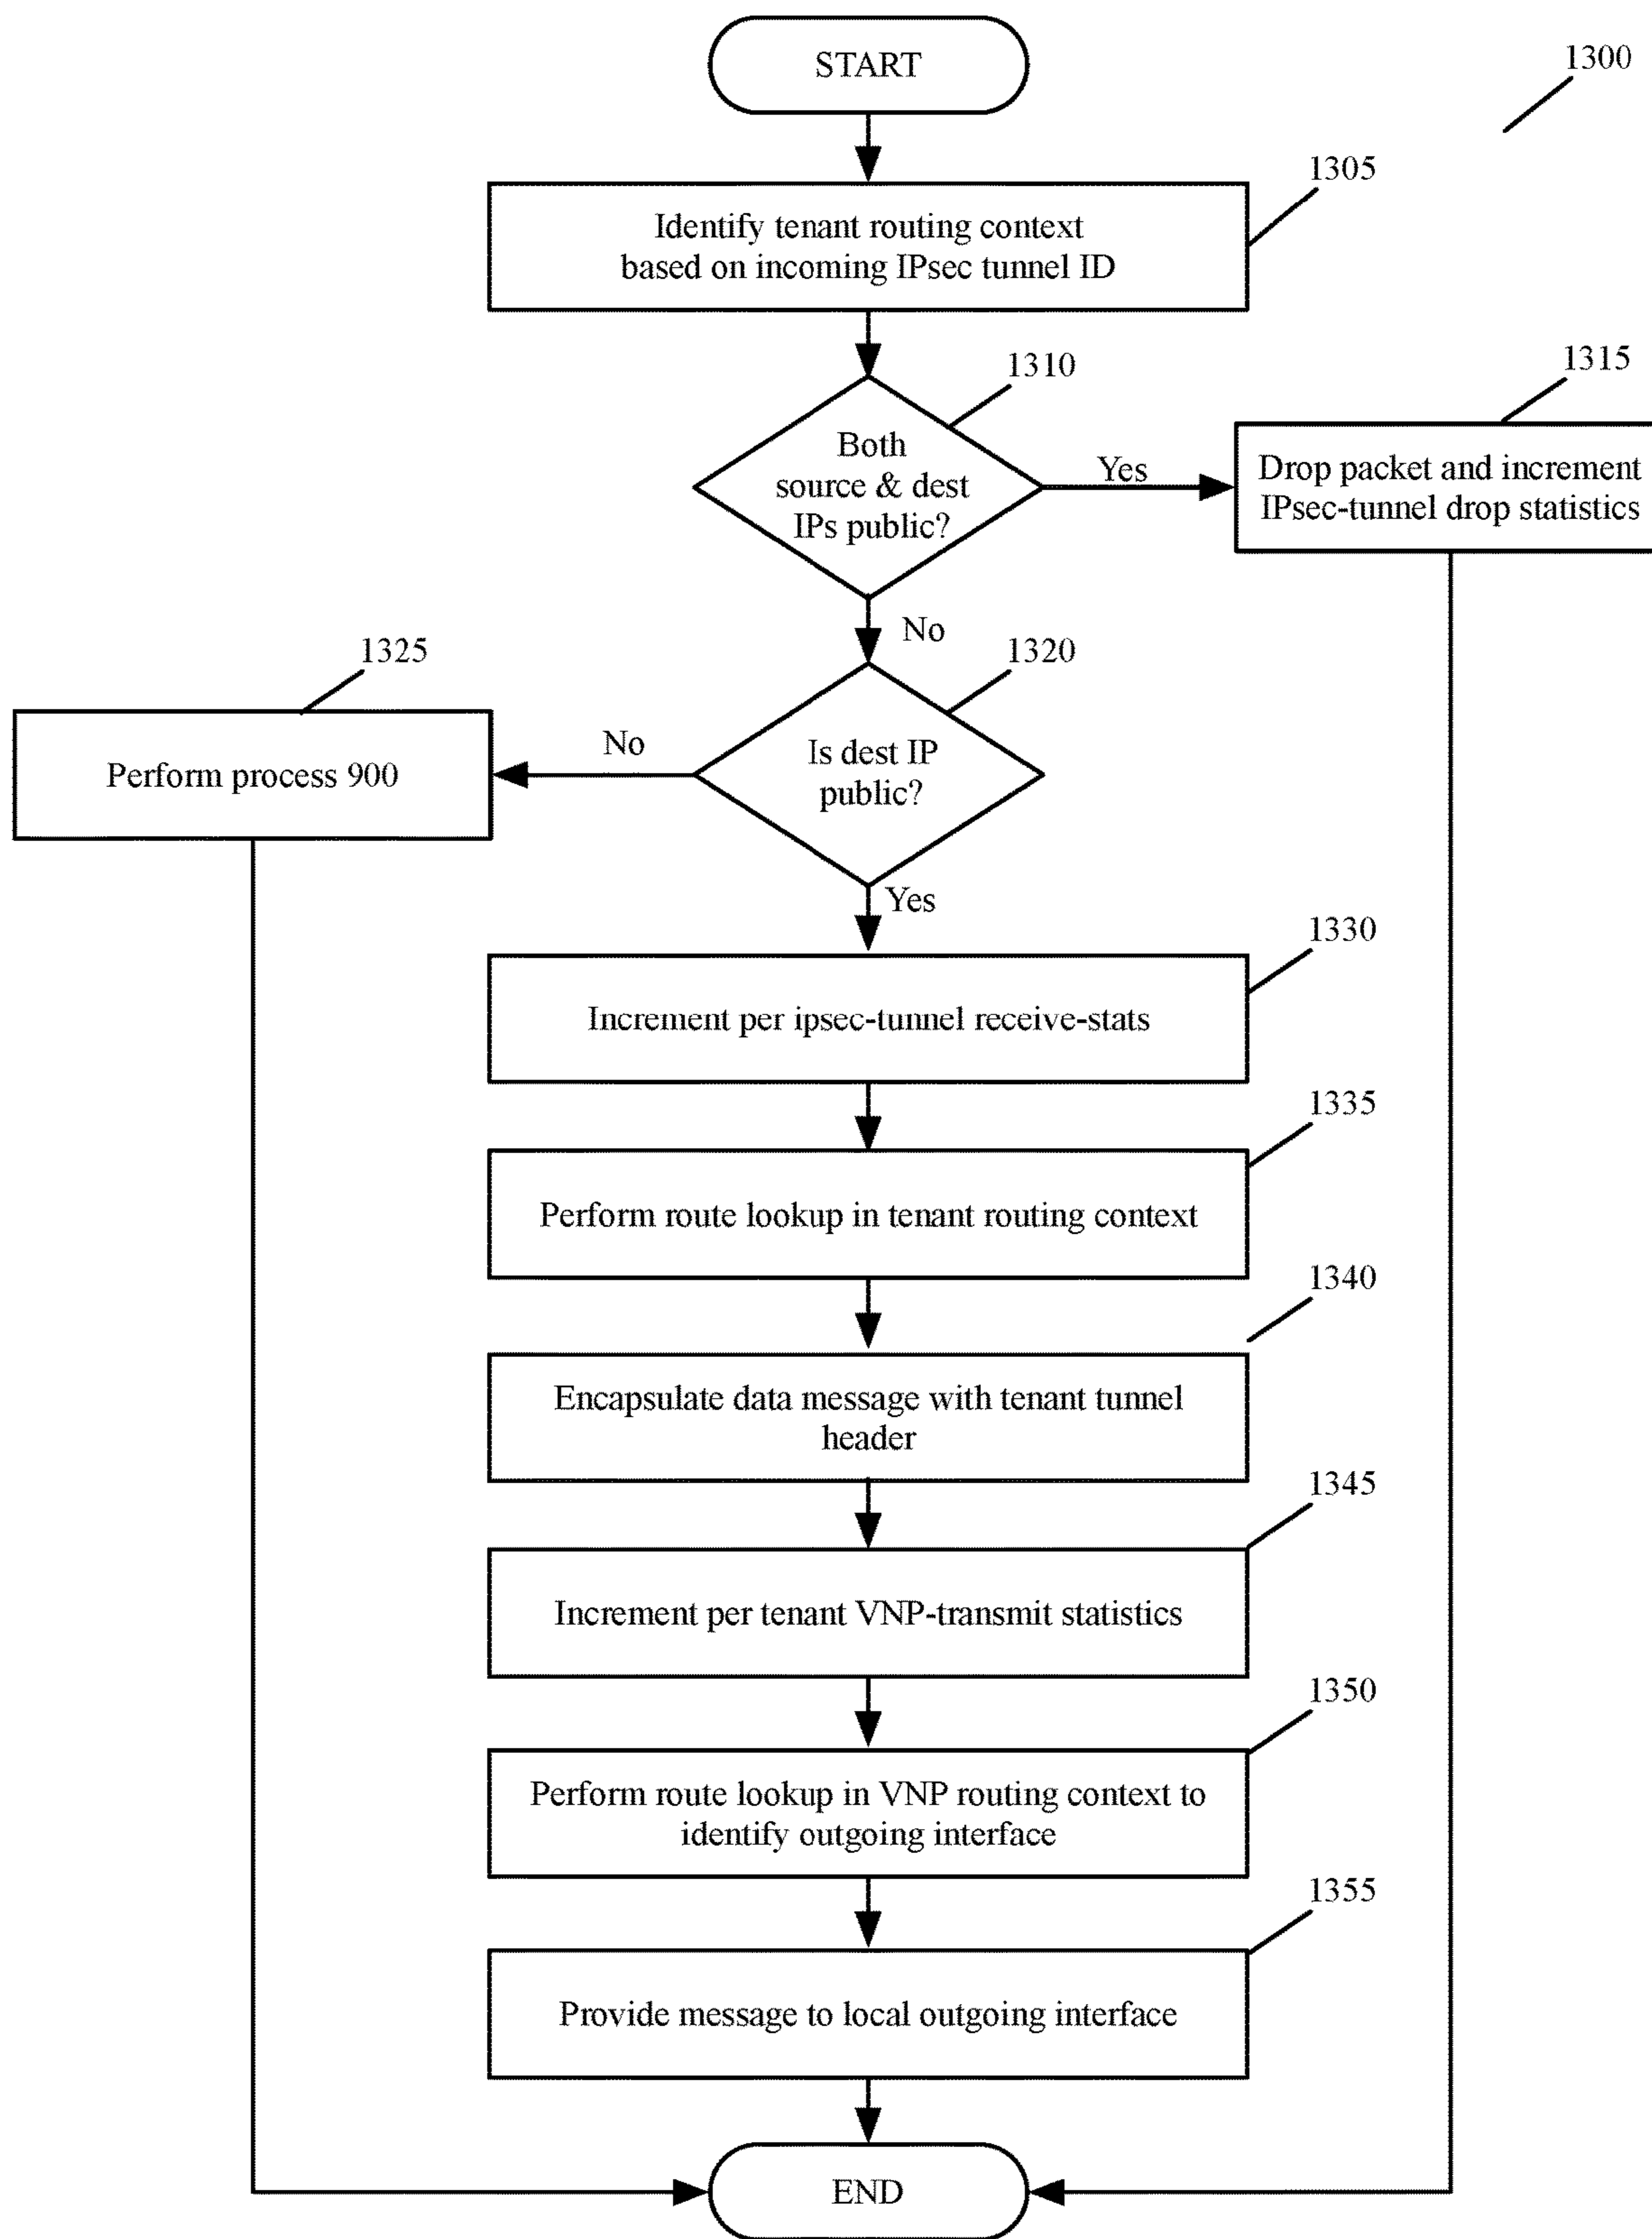 START
1300
1305
Identify tenant routing context
based on incoming IPsec tunnel ID
1310
1315
Both
source & dest
IPs public?
Yes
Drop packet and increment
IPsec-tunnel drop statistics
No
1320
1325
Is dest IP
public?
No
Perform process 900
Yes
1330
Increment per ipsec-tunnel receive-stats
1335
Perform route lookup in tenant routing context
1340
Encapsulate data message with tenant tunnel
header
1345
Increment per tenant VNP-transmit statistics
1350
Perform route lookup in VNP routing context to
identify outgoing interface
1355
Provide message to local outgoing interface
END